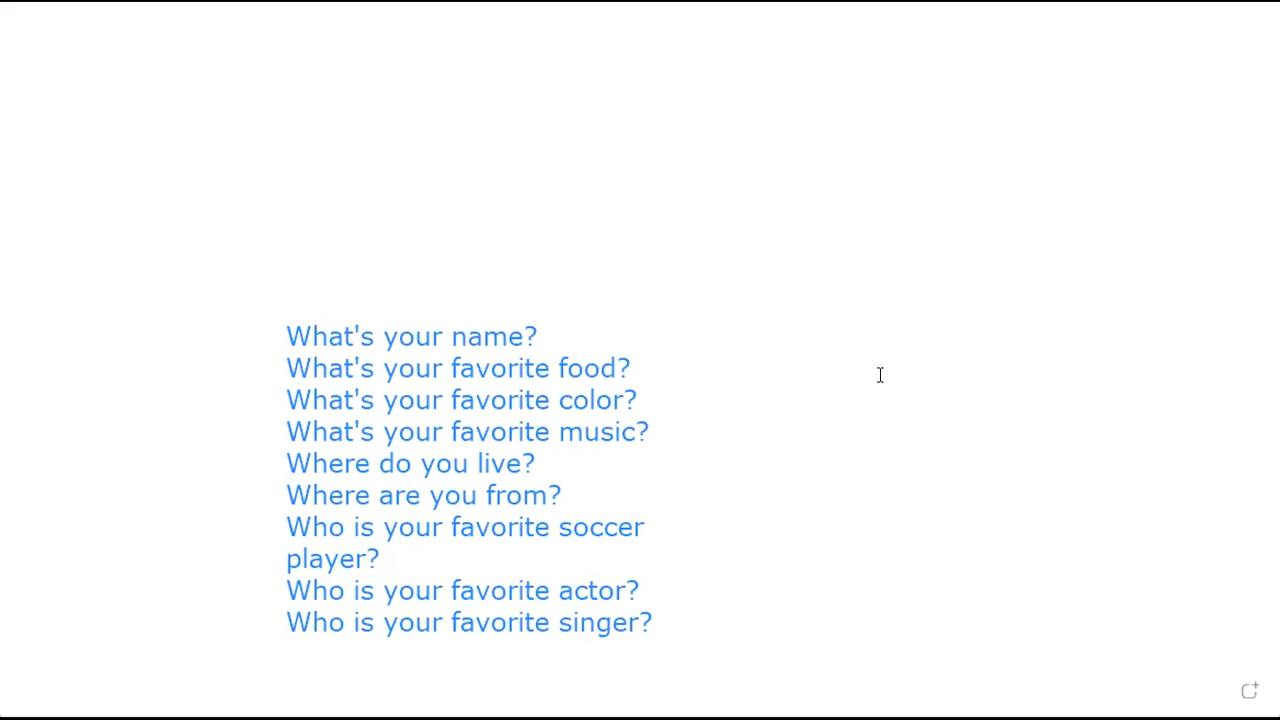 What's your name?
What's your favorite food?
What's your favorite color?
What's your favorite music?
Where do you live?
Where are you from?
Who is your favorite soccer
player?
Who is your favorite actor?
Who is your favorite singer?